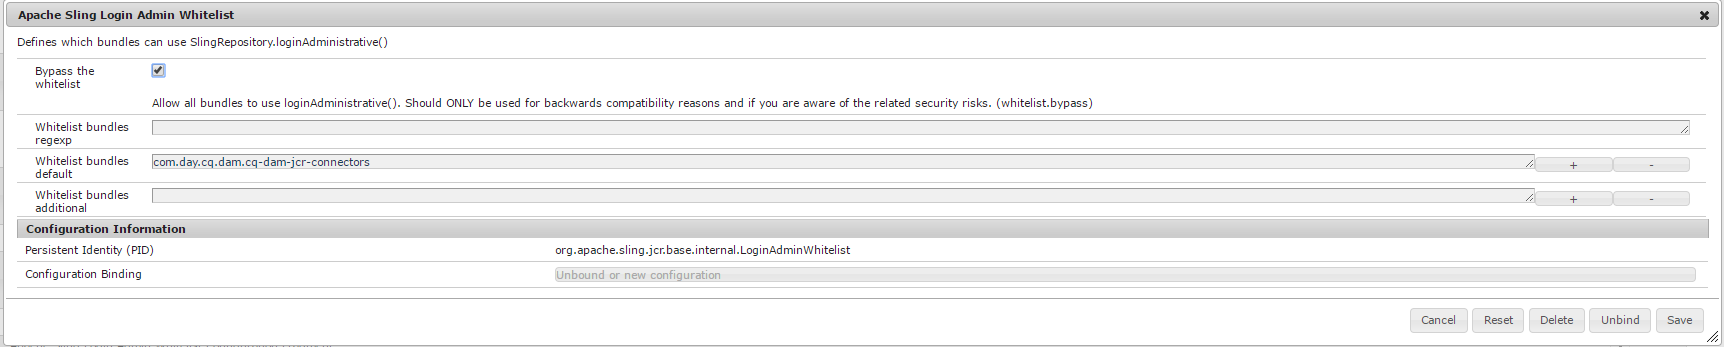 Apache Sling Login Admin Whitelist
Defines which bundles can use SlingRepository.loginAdministrative()
Bypass the
whitelist
Allow all bundles to use loginAdministrative(). Should ONLY be used for backwards compatibility reasons and if you are aware of the related security risks. (whitelist.bypass)
Whitelist bundles
regexp
Whitelist bundles
default
com.day.cq.dam.cq-dam-jcr-connectors
+
-
Whitelist bundles
additional
+
-
Configuration Information
Persistent Identity (PID)
org.apache.sling.jcr.base.internal.LoginAdminWhitelist
Configuration Binding
Unbound or new configuration
Cancel
Reset
Delete
Unbind
Save